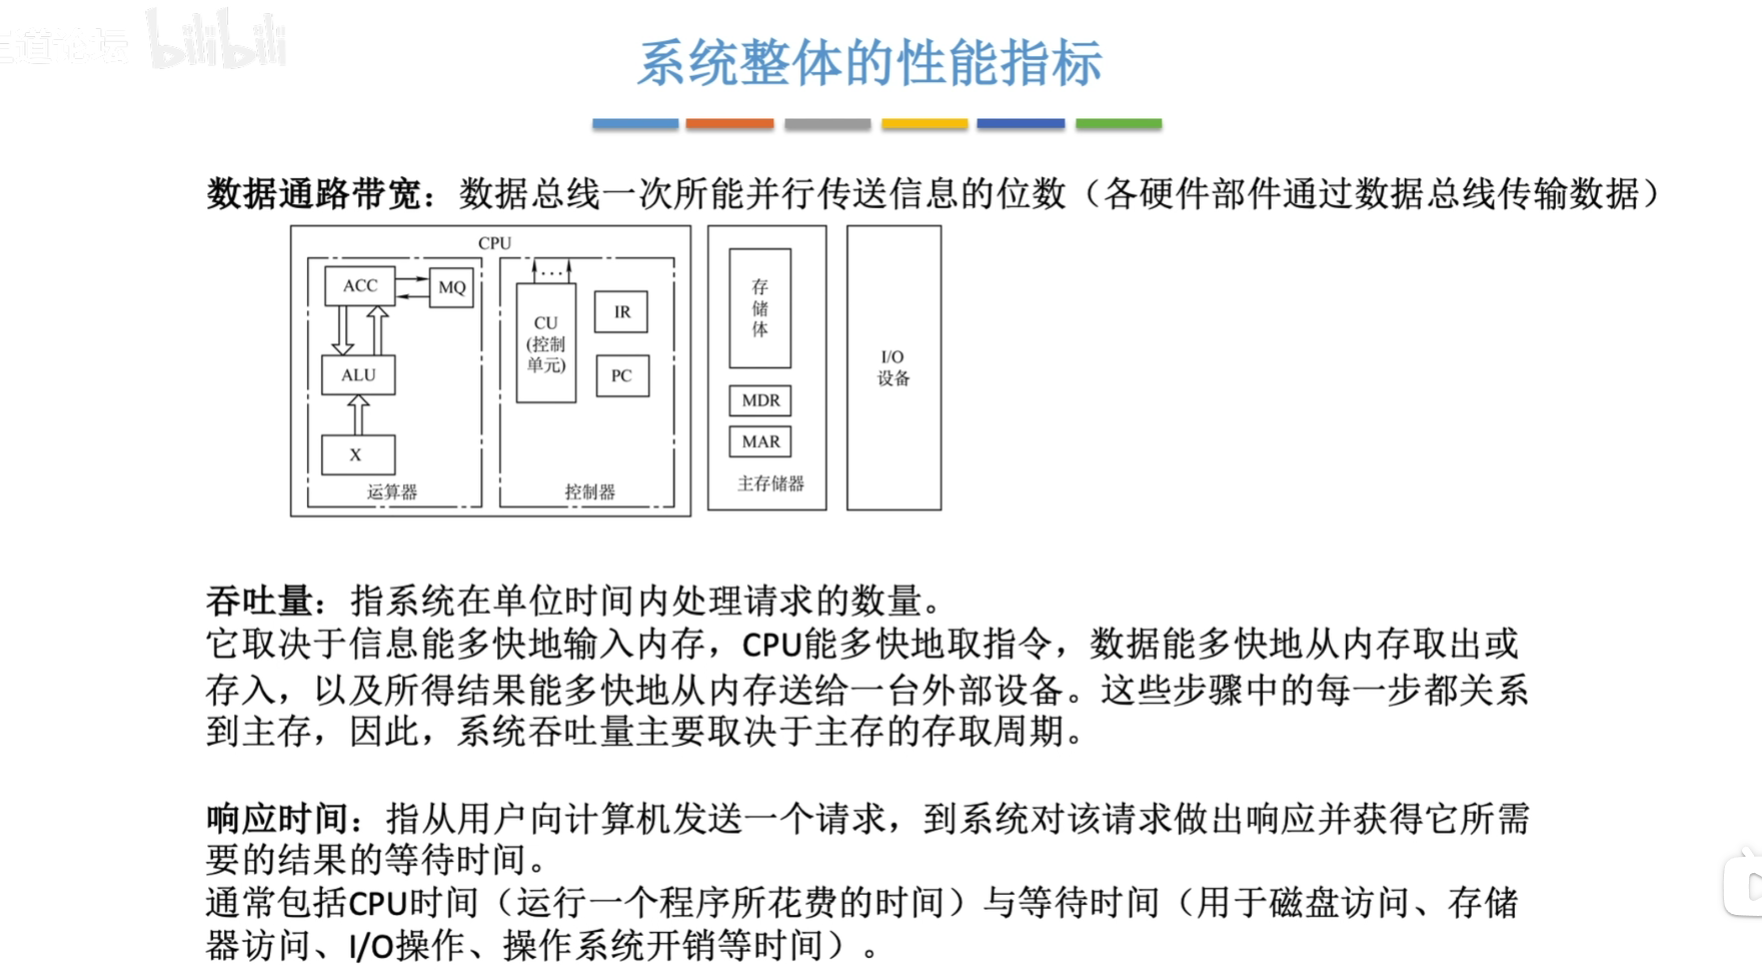 道论坛 bilibili
系统整体的性能指标
数据通路带宽：数据总线一次所能并行传送信息的位数（各硬件部件通过数据总线传输数据）
CPU
ACC
MQ
ALU
X
运算器
...
CU
(控制
单元)
IR
PC
控制器
存
储
体
MDR
MAR
主存储器
I/O
设备
吞吐量：指系统在单位时间内处理请求的数量。
它取决于信息能多快地输入内存，CPU能多快地取指令，数据能多快地从内存取出或
存入，以及所得结果能多快地从内存送给一台外部设备。这些步骤中的每一步都关系
到主存，因此，系统吞吐量主要取决于主存的存取周期。
响应时间：指从用户向计算机发送一个请求，到系统对该请求做出响应并获得它所需
要的结果的等待时间。
通常包括CPU时间（运行一个程序所花费的时间）与等待时间（用于磁盘访问、存储
器访问、I/O操作、操作系统开销等时间）。